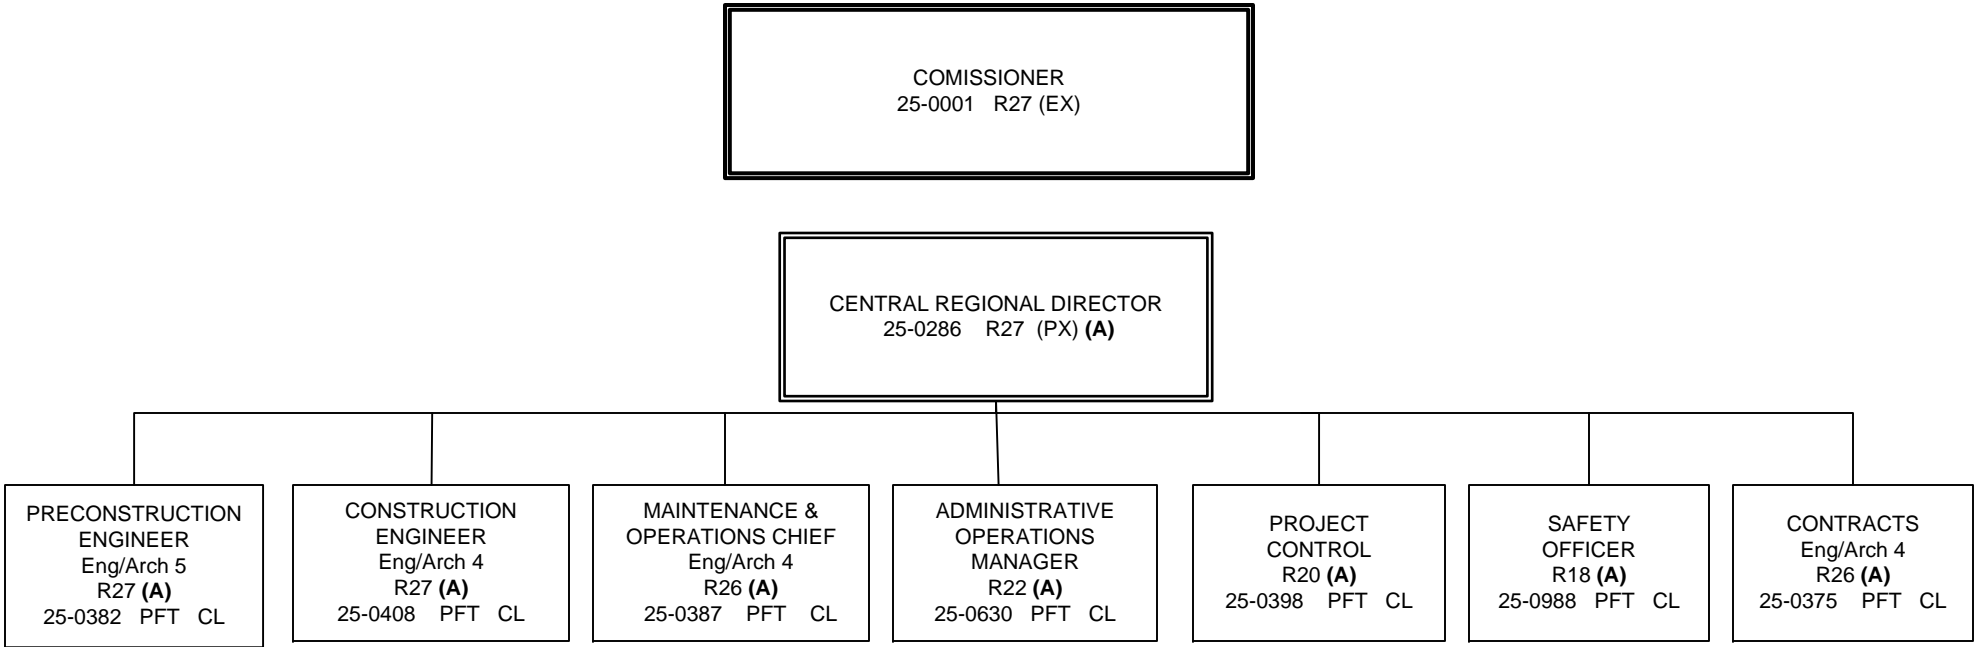 COMISSIONER
25-0001 R27 (EX)
CENTRAL REGIONAL DIRECTOR
25-0286 R27 (PX) (A)
PRECONSTRUCTION
ENGINEER
Eng/Arch 5
R27 (A)
25-0382 PFT CL
CONSTRUCTION
ENGINEER
Eng/Arch 4
R27 (A)
25-0408 PFT CL
MAINTENANCE &
OPERATIONS CHIEF
Eng/Arch 4
R26 (A)
25-0387 PFT CL
ADMINISTRATIVE
OPERATIONS
MANAGER
R22 (A)
25-0630 PFT CL
PROJECT
CONTROL
R20 (A)
25-0398 PFT CL
SAFETY
OFFICER
R18 (A)
25-0988 PFT CL
CONTRACTS
Eng/Arch 4
R26 (A)
25-0375 PFT CL